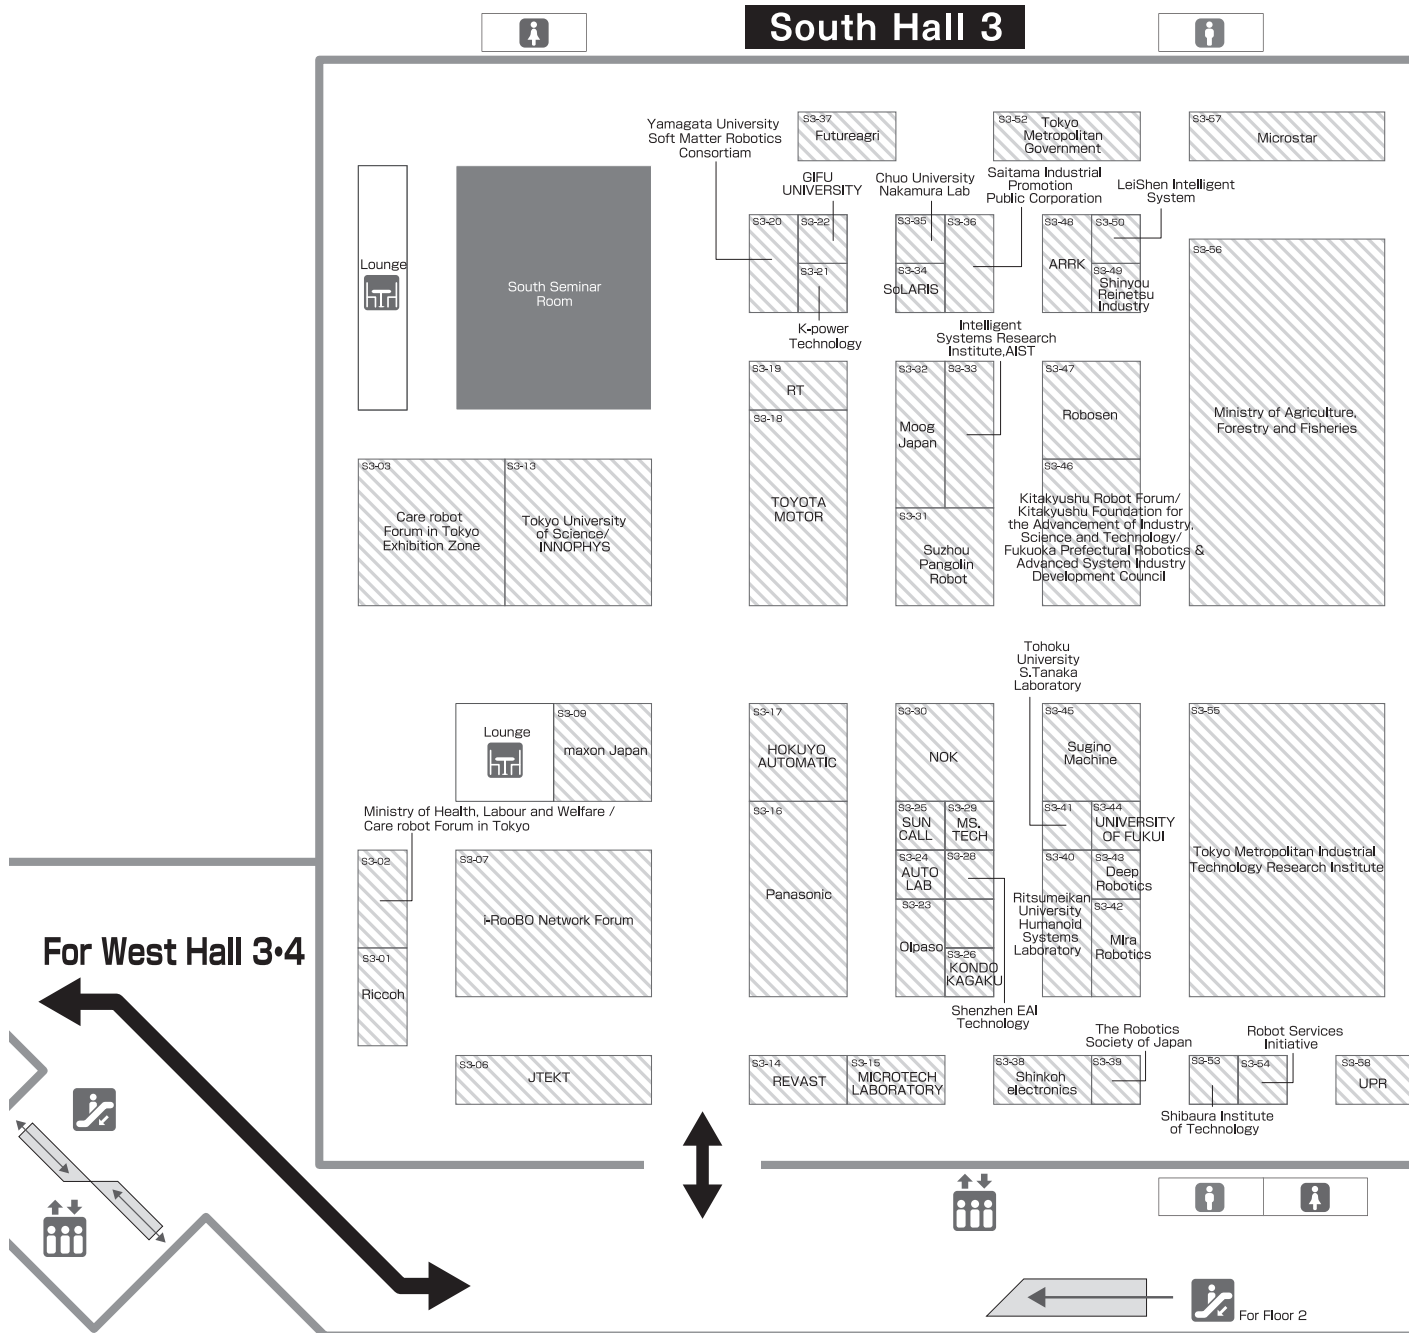 South Hall 3
Yamagata University
Soft Matter Robotics
Consortiam
S3-37
Futureagri
S3-52
Tokyo
Metropolitan
Government
S3-57
Microstar
GIFU
UNIVERSITY
Chuo University
Nakamura Lab
Saitama Industrial
Promotion
Public Corporation
LeiShen Intelligent
System
Lounge
South Seminar
Room
S3-20
S3-22
S3-21
K-power
Technology
S3-35
S3-36
S3-34
SoLARIS
S3-48
ARRK
S3-50
S3-49
Shinyou
Reinetsu
Industry
S3-56
Ministry of Agriculture,
Forestry and Fisheries
Intelligent
Systems Research
Institute,AIST
S3-19
RT
S3-18
TOYOTA
MOTOR
S3-32
Moog
Japan
S3-33
S3-31
Suzhou
Pangolin
Robot
S3-47
Robosen
S3-46
Kitakyushu Robot Forum/
Kitakyushu Foundation for
the Advancement of Industry,
Science and Technology/
Fukuoka Prefectural Robotics &
Advanced System Industry
Development Council
S3-03
Care robot
Forum in Tokyo
Exhibition Zone
S3-13
Tokyo University
of Science/
INNOPHYS
Tohoku
University
S.Tanaka
Laboratory
Lounge
S3-09
maxon Japan
S3-17
HOKUYO
AUTOMATIC
S3-30
NOK
S3-45
Sugino
Machine
S3-55
Tokyo Metropolitan Industrial
Technology Research Institute
Ministry of Health, Labour and Welfare /
Care robot Forum in Tokyo
S3-16
Panasonic
S3-25
SUN
CALL
S3-29
MS.
TECH
S3-41
S3-44
UNIVERSITY
OF FUKUI
S3-02
S3-07
i-RooBO Network Forum
S3-24
AUTO
LAB
S3-28
S3-40
Ritsumeikan
University
Humanoid
Systems
Laboratory
S3-43
Deep
Robotics
S3-23
Olpaso
S3-42
MIra
Robotics
S3-26
KONDO
KAGAKU
For West Hall 3•4
S3-01
Riccoh
Shenzhen EAI
Technology
The Robotics
Society of Japan
Robot Services
Initiative
S3-06
JTEKT
S3-14
REVAST
S3-15
MICROTECH
LABORATORY
S3-38
Shinkoh
electronics
S3-39
S3-53
S3-54
S3-58
UPR
Shibaura Institute
of Technology
For Floor 2